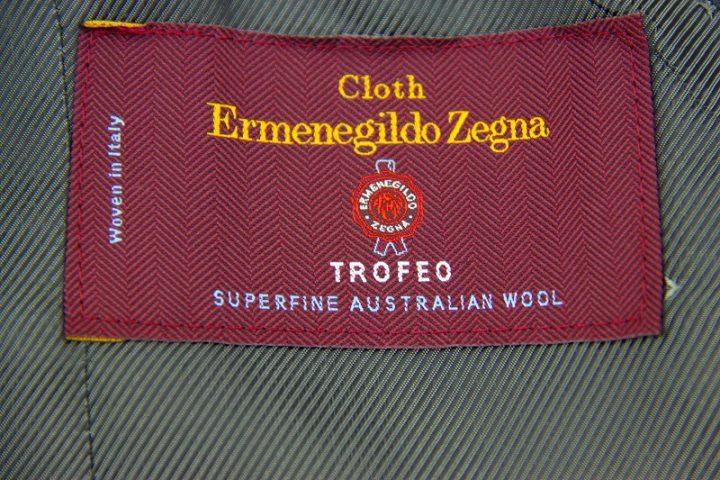 Cloth
Ermenegildo Zegna
Woven in Italy
ERMENEGILDO
ZEGNA
TROFEO
SUPERFINE AUSTRALIAN WOOL